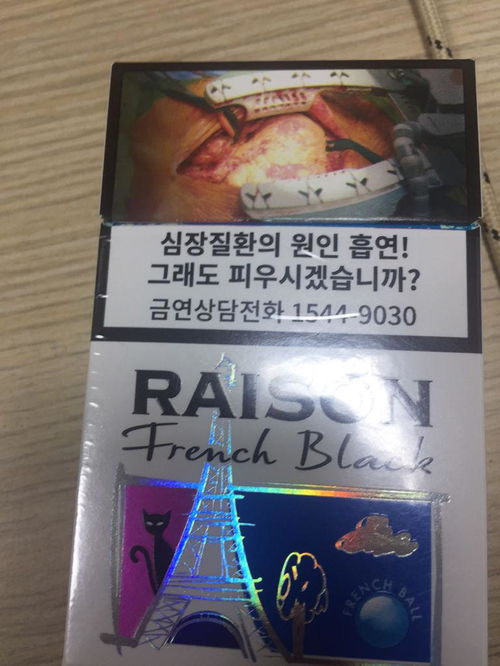 심장질환의 원인 흡연!
그래도 피우시겠습니까?
금연상담전화 1544-9030
RAISON
French Black
FRENCH BALL